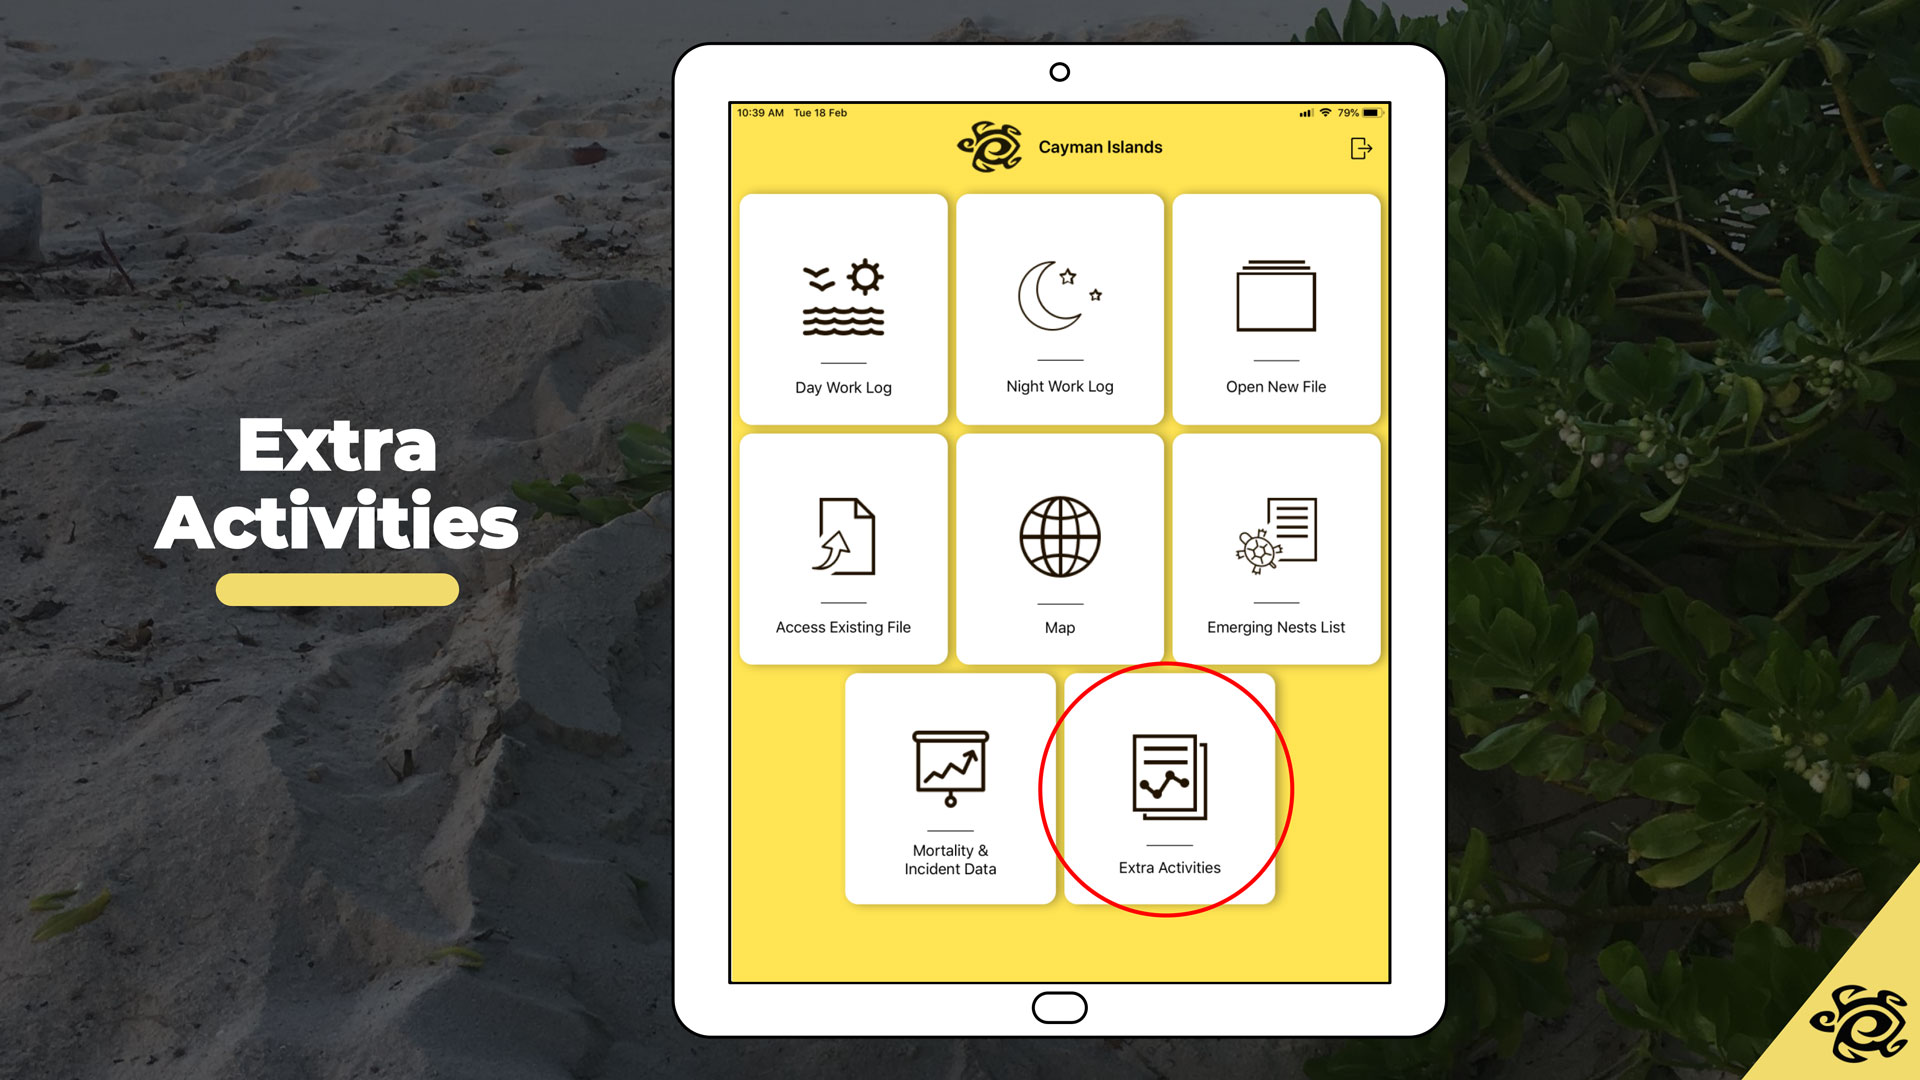 Extra
Activities
10:39 AM Tue 18 Feb
79%
Cayman Islands
Day Work Log
Night Work Log
Open New File
Access Existing File
Map
Emerging Nests List
Mortality &
Incident Data
Extra Activities